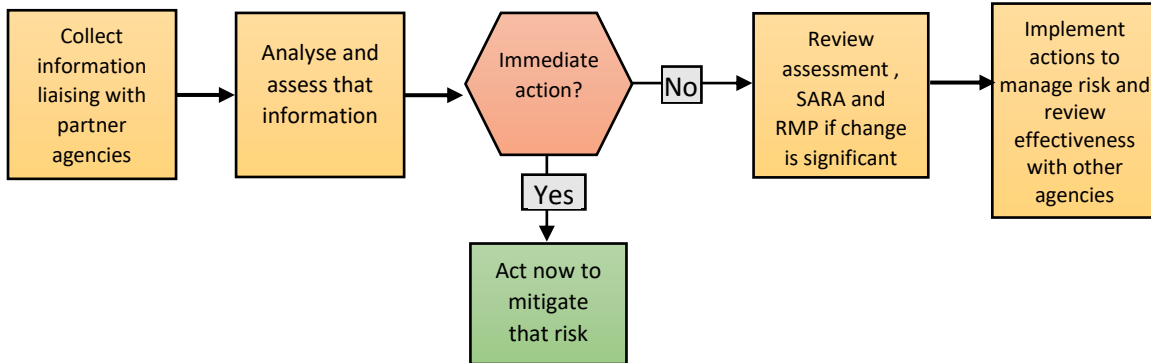 Collect
information
liaising with
partner
agencies
Analyse and
assess that
information
Immediate
action?
No
Yes
Act now to
mitigate
that risk
Review
assessment ,
SARA and
RMP if change
is significant
Implement
actions to
manage risk and
review
effectiveness
with other
agencies